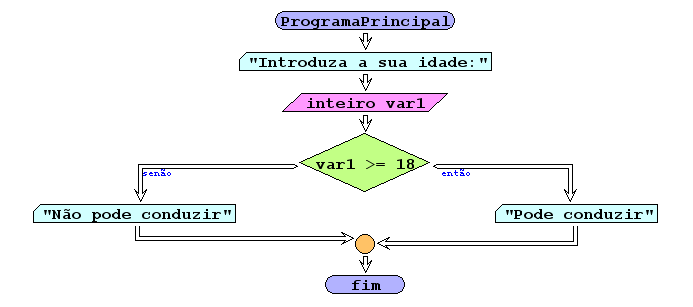 ProgramaPrincipal
"Introduza a sua idade:"
inteiro var1
var1 >= 18
senão
então
"Não pode conduzir"
"Pode conduzir"
fim